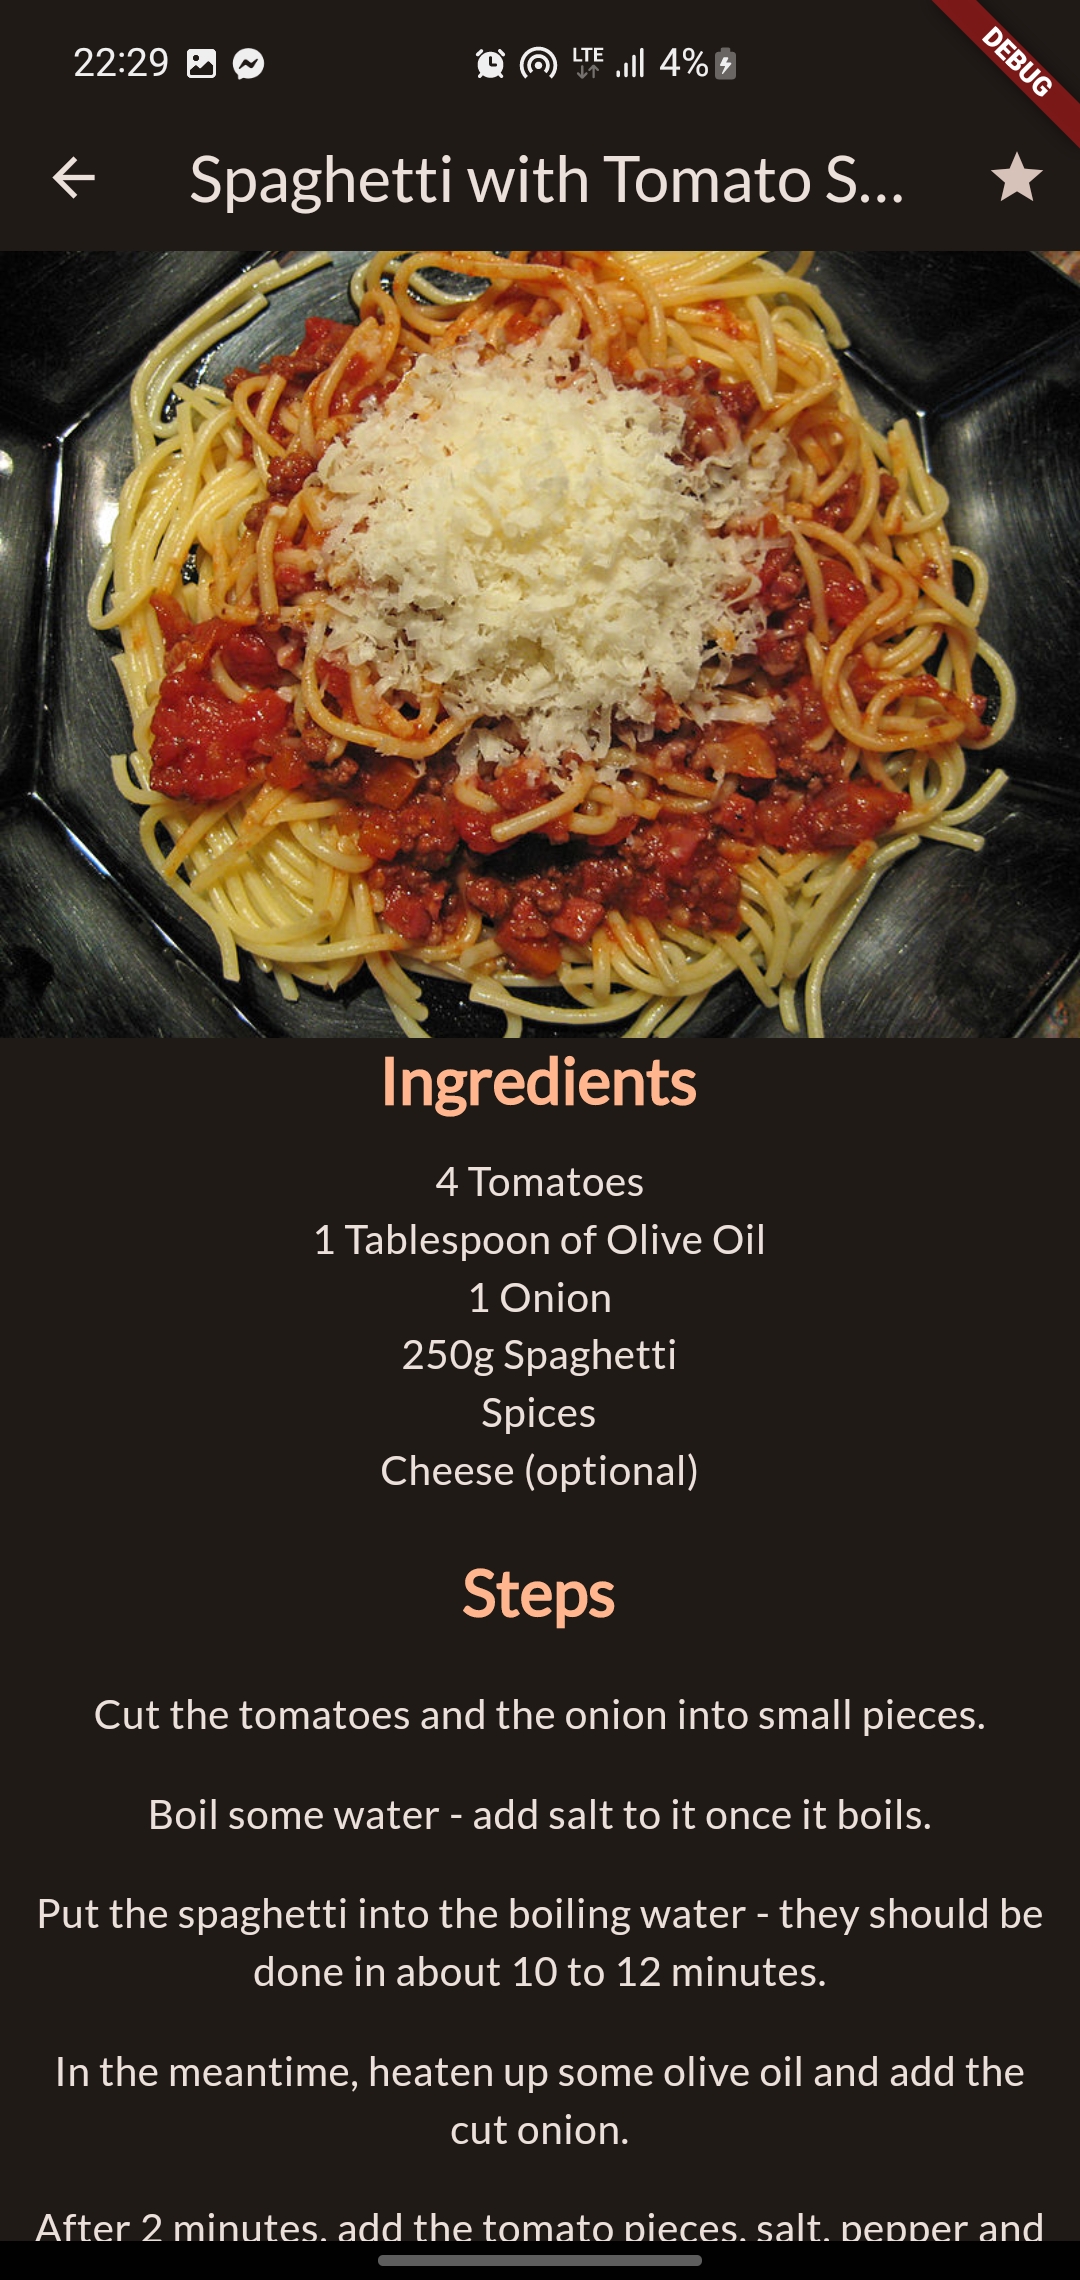 22:29 LTE 4%
DEBUG
Spaghetti with Tomato S...
Ingredients
4 Tomatoes
1 Tablespoon of Olive Oil
1 Onion
250g Spaghetti
Spices
Cheese (optional)
Steps
Cut the tomatoes and the onion into small pieces.
Boil some water - add salt to it once it boils.
Put the spaghetti into the boiling water - they should be
done in about 10 to 12 minutes.
In the meantime, heaten up some olive oil and add the
cut onion.
After 2 minutes, add the tomato pieces, salt, pepper and